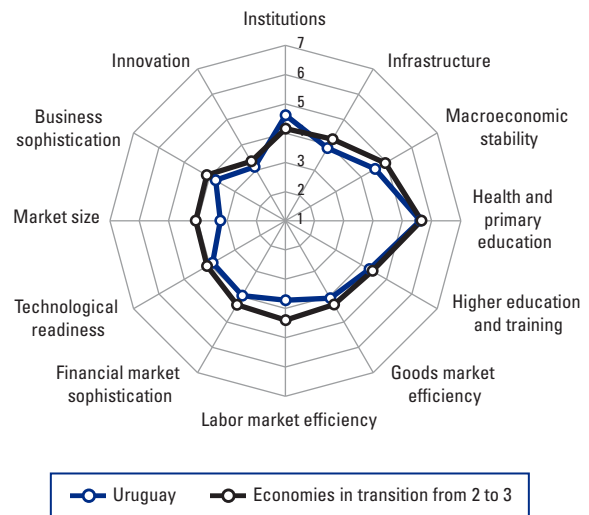 Institutions
7
6
5
4
3
2
1
Infrastructure
Macroeconomic
stability
Health and
primary
education
Higher education
and training
Goods market
efficiency
Labor market efficiency
Financial market
sophistication
Technological
readiness
Market size
Business
sophistication
Innovation
Uruguay
Economies in transition from 2 to 3